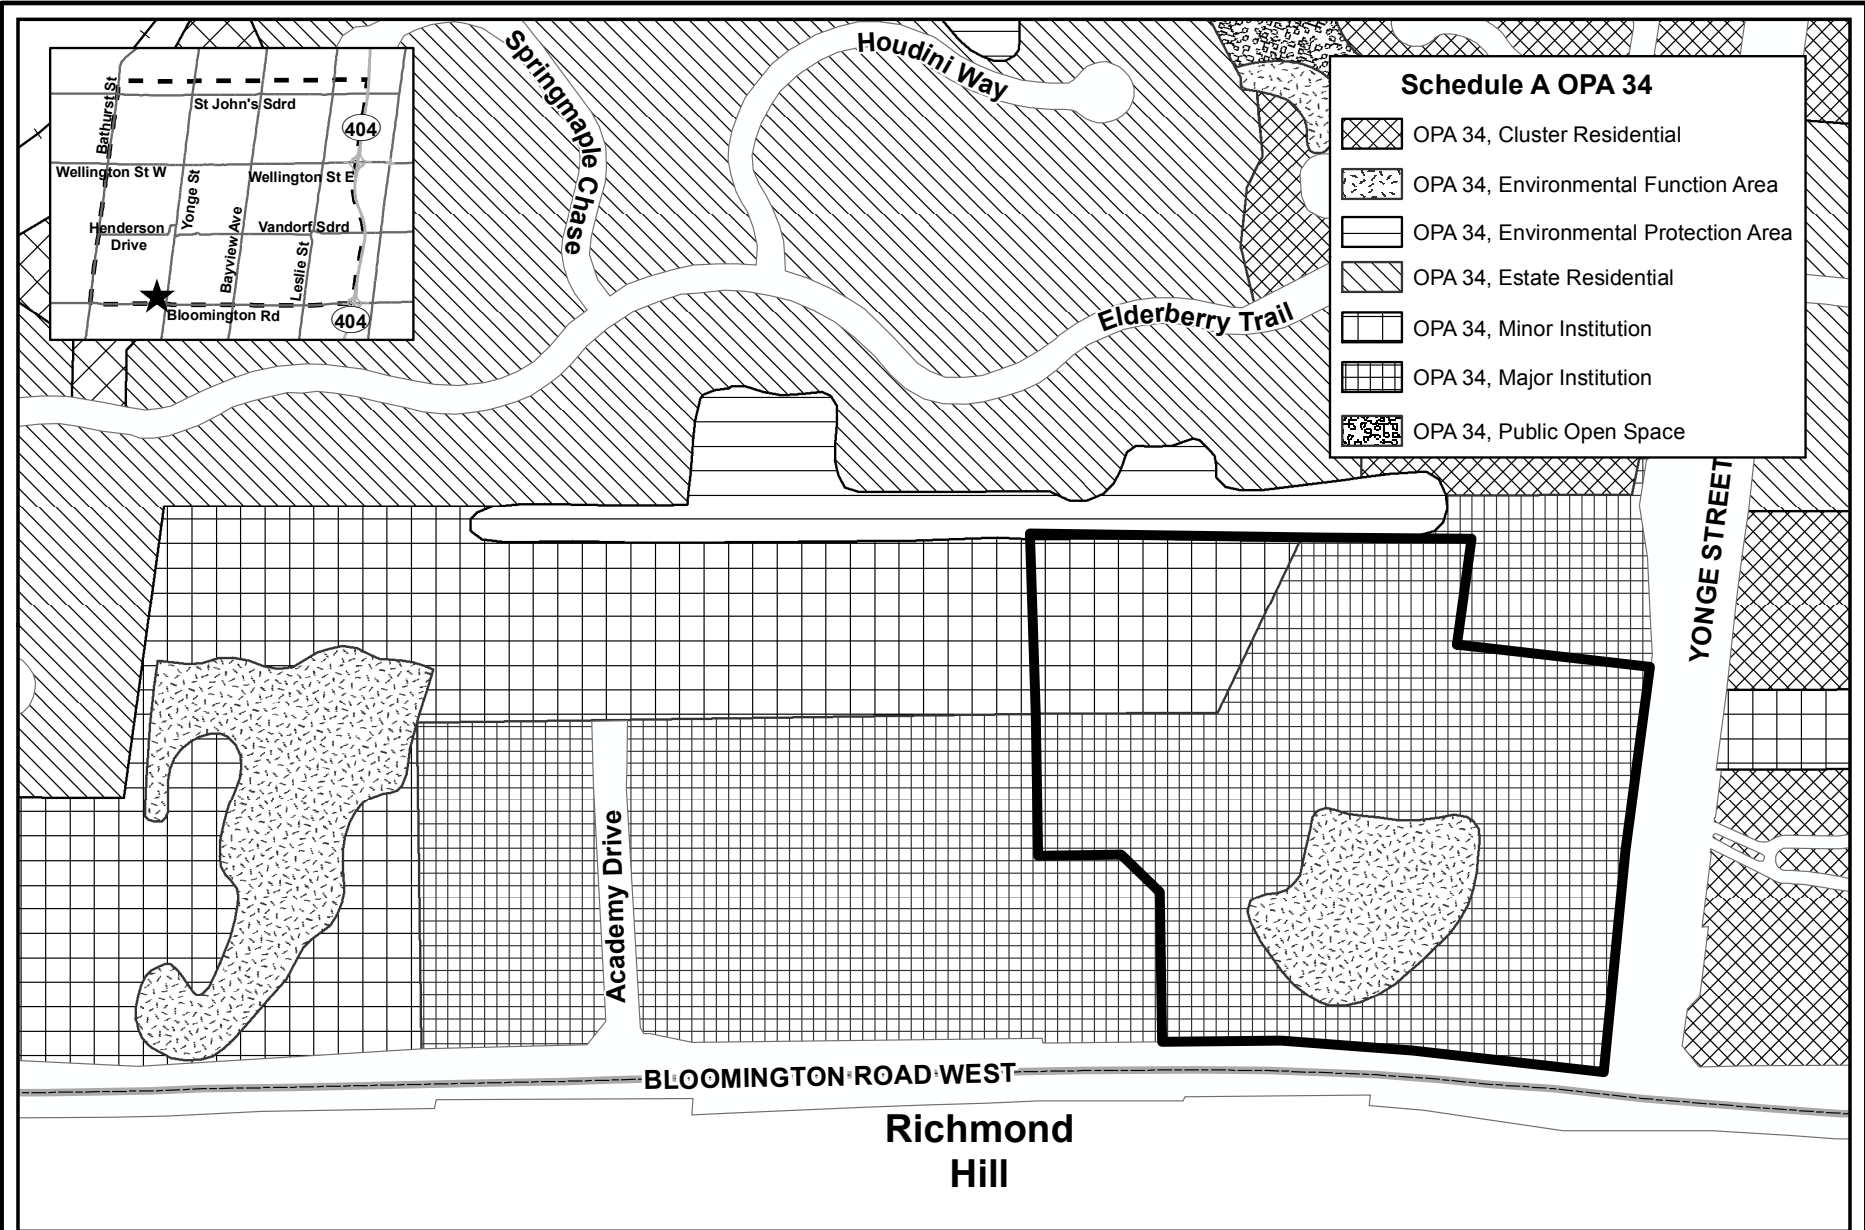 Springmaple Chase
Houdini Way
Elderberry Trail
Bathurst St
St John's Sdrd
404
Wellington St W
Wellington St E
Yonge St
Henderson
Drive
Bayview Ave
Vandorf Sdrd
Leslie St
Bloomington Rd
404
Schedule A OPA 34
OPA 34, Cluster Residential
OPA 34, Environmental Function Area
OPA 34, Environmental Protection Area
OPA 34, Estate Residential
OPA 34, Minor Institution
OPA 34, Major Institution
OPA 34, Public Open Space
YONGE STREET
Academy Drive
BLOOMINGTON ROAD WEST
Richmond
Hill